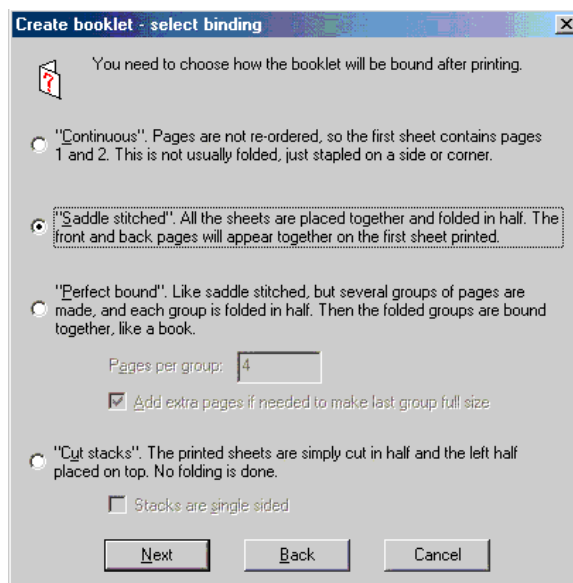 Create booklet - select binding
You need to choose how the booklet will be bound after printing.
"Continuous". Pages are not re-ordered, so the first sheet contains pages
1 and 2. This is not usually folded, just stapled on a side or corner.
"Saddle stitched". All the sheets are placed together and folded in half. The
front and back pages will appear together on the first sheet printed.
"Perfect bound". Like saddle stitched, but several groups of pages are
made, and each group is folded in half. Then the folded groups are bound
together, like a book.
Pages per group: 4
Add extra pages if needed to make last group full size
"Cut stacks". The printed sheets are simply cut in half and the left half
placed on top. No folding is done.
Stacks are single sided
Next Back Cancel